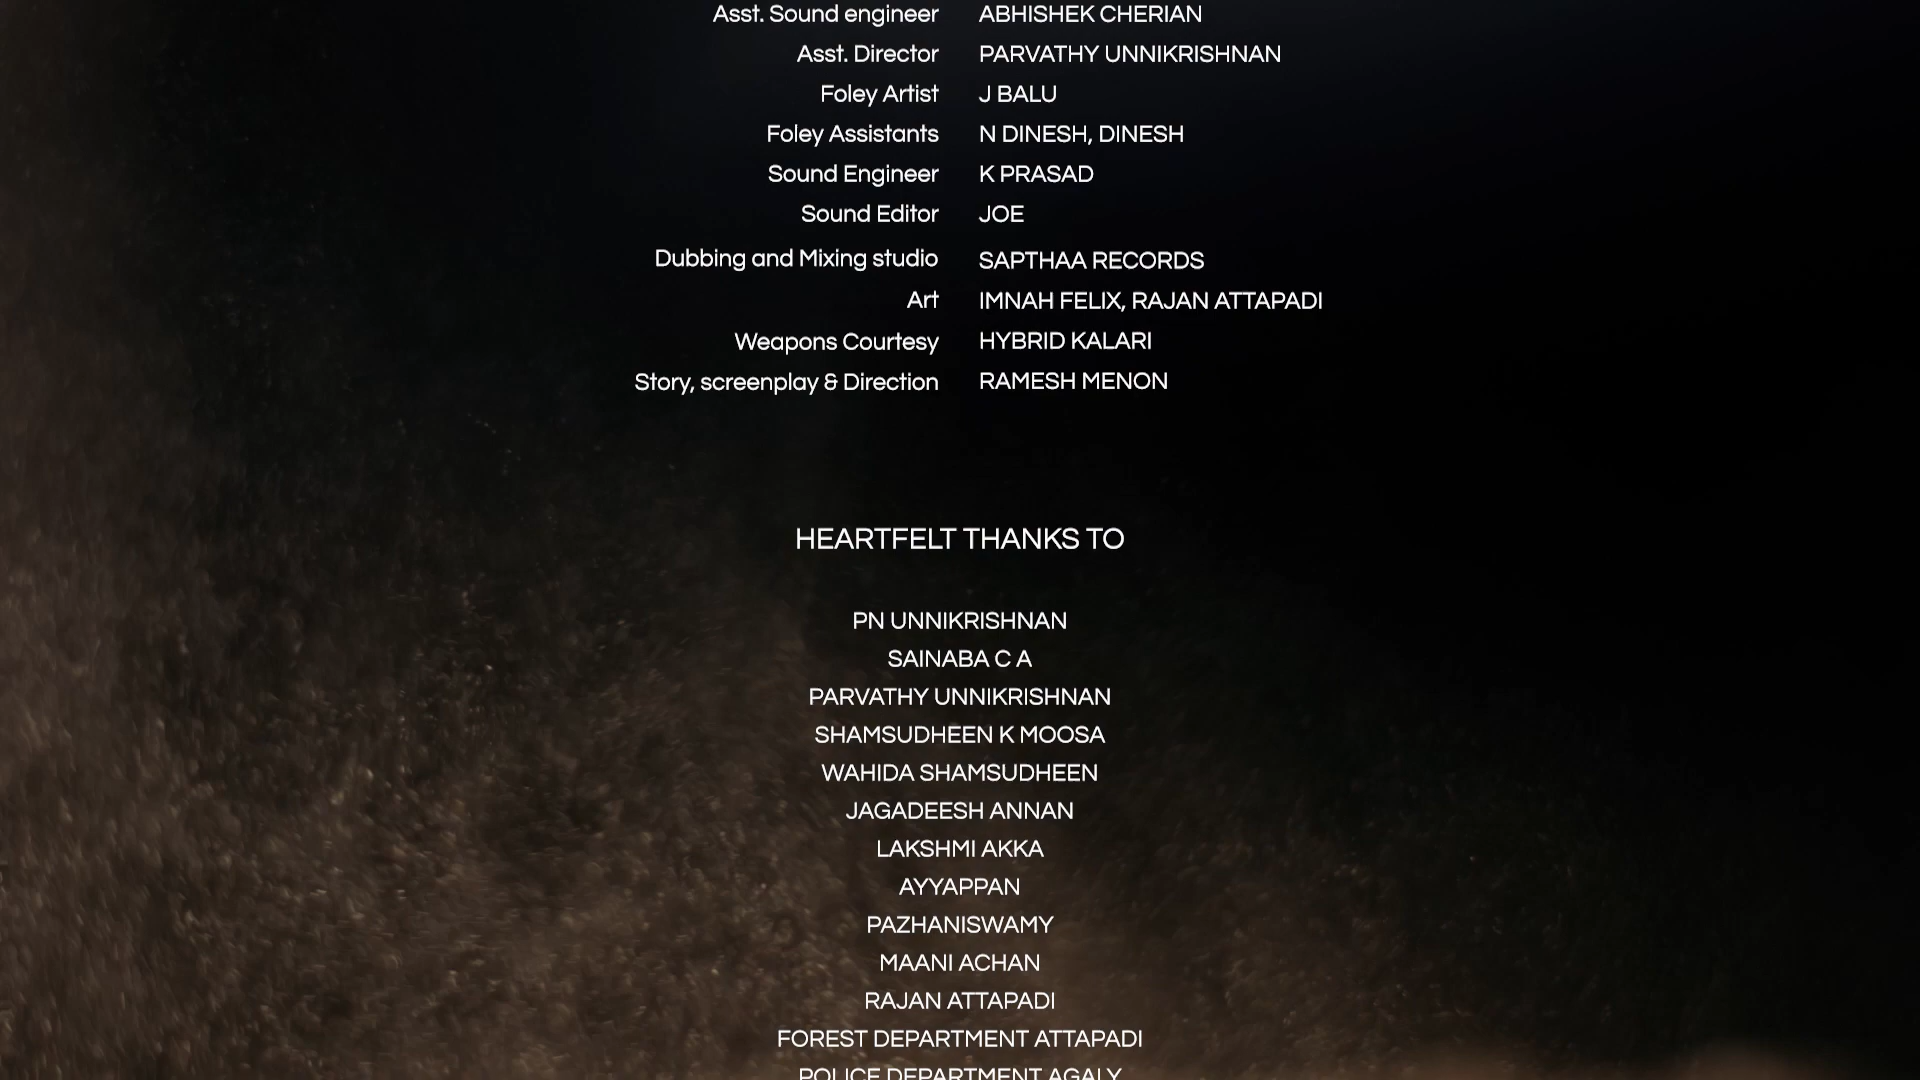 Asst. Sound engineer ABHISHEK CHERIAN
Asst. Director PARVATHY UNNIKRISHNAN
Foley Artist J BALU
Foley Assistants N DINESH, DINESH
Sound Engineer K PRASAD
Sound Editor JOE
Dubbing and Mixing studio SAPTHAA RECORDS
Art IMNAH FELIX, RAJAN ATTAPADI
Weapons Courtesy HYBRID KALARI
Story, screenplay & Direction RAMESH MENON
HEARTFELT THANKS TO
PN UNNIKRISHNAN
SAINABA C A
PARVATHY UNNIKRISHNAN
SHAMSUDHEEN K MOOSA
WAHIDA SHAMSUDHEEN
JAGADEESH ANNAN
LAKSHMI AKKA
AYYAPPAN
PAZHANISWAMY
MAANI ACHAN
RAJAN ATTAPADI
FOREST DEPARTMENT ATTAPADI
POLICE DEPARTMENT AGALY